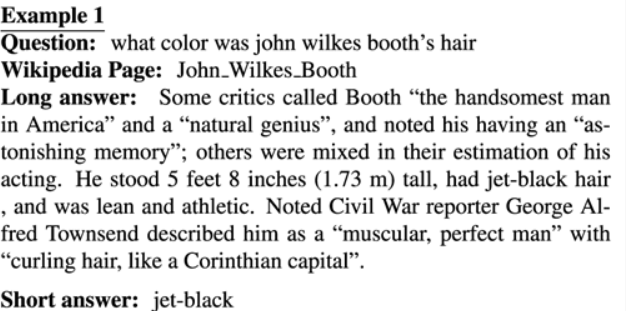 Example 1
Question: what color was john wilkes booth's hair
Wikipedia Page: John_Wilkes_Booth
Long answer: Some critics called Booth “the handsomest man
in America” and a “natural genius”, and noted his having an “as-
tonishing memory”; others were mixed in their estimation of his
acting. He stood 5 feet 8 inches (1.73 m) tall, had jet-black hair
, and was lean and athletic. Noted Civil War reporter George Al-
fred Townsend described him as a “muscular, perfect man” with
“curling hair, like a Corinthian capital”.
Short answer: jet-black